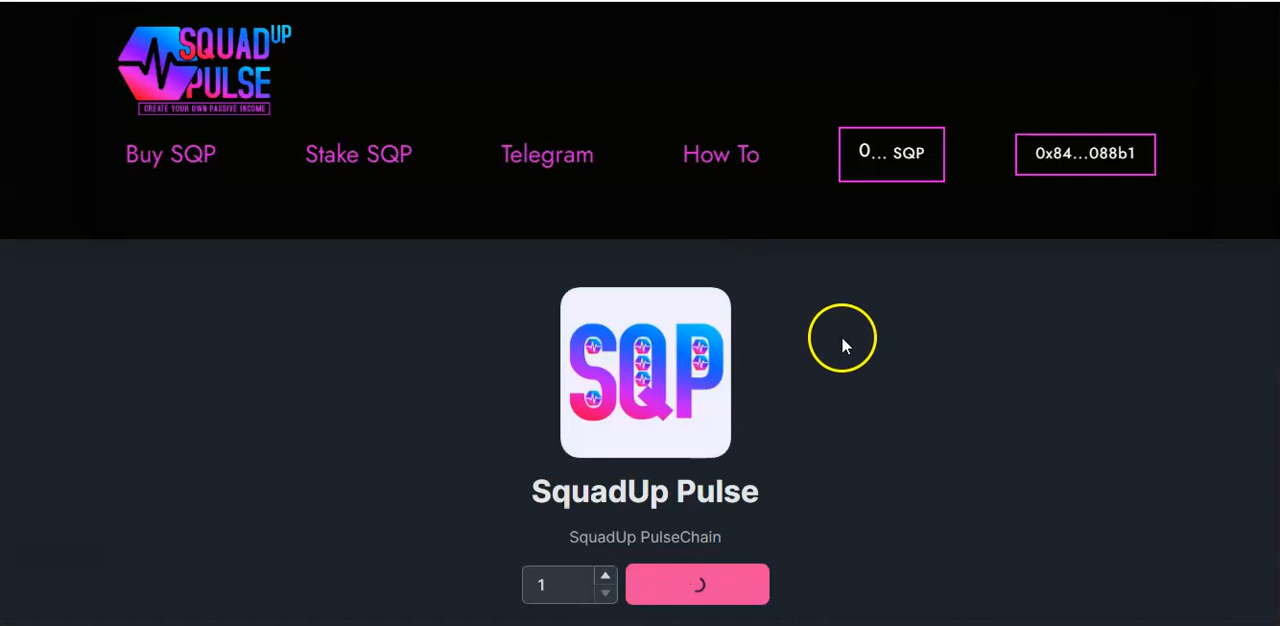 SQUAD UP
PULSE
CREATE YOUR OWN PASSIVE INCOME
Buy SQP
Stake SQP
Telegram
How To
0... SQP
0x84...088b1
SQP
SquadUp Pulse
SquadUp PulseChain
1